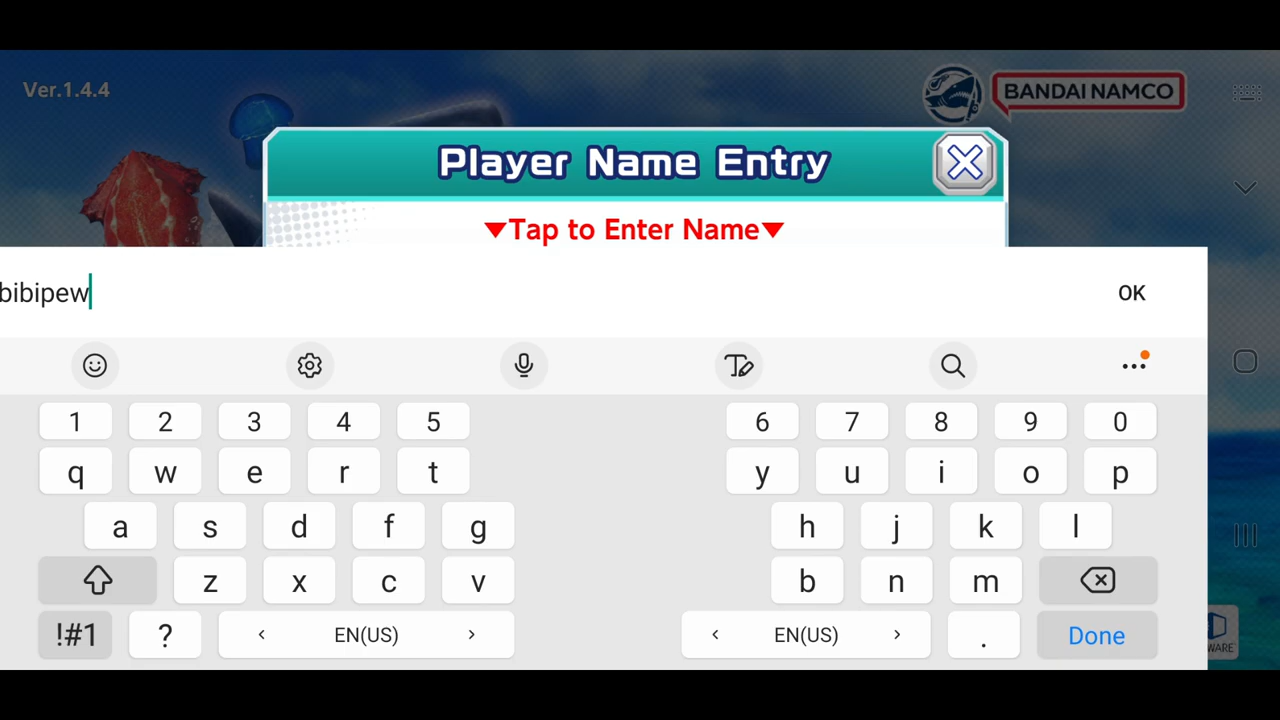 Ver.1.4.4
BANDAI NAMCO
Player Name Entry
▼Tap to Enter Name▼
bibipew
OK
1 2 3 4 5 6 7 8 9 0
q w e r t y u i o p
a s d f g h j k l
z x c v b n m
!#1 ? < EN(US) > < EN(US) > . Done
WARE